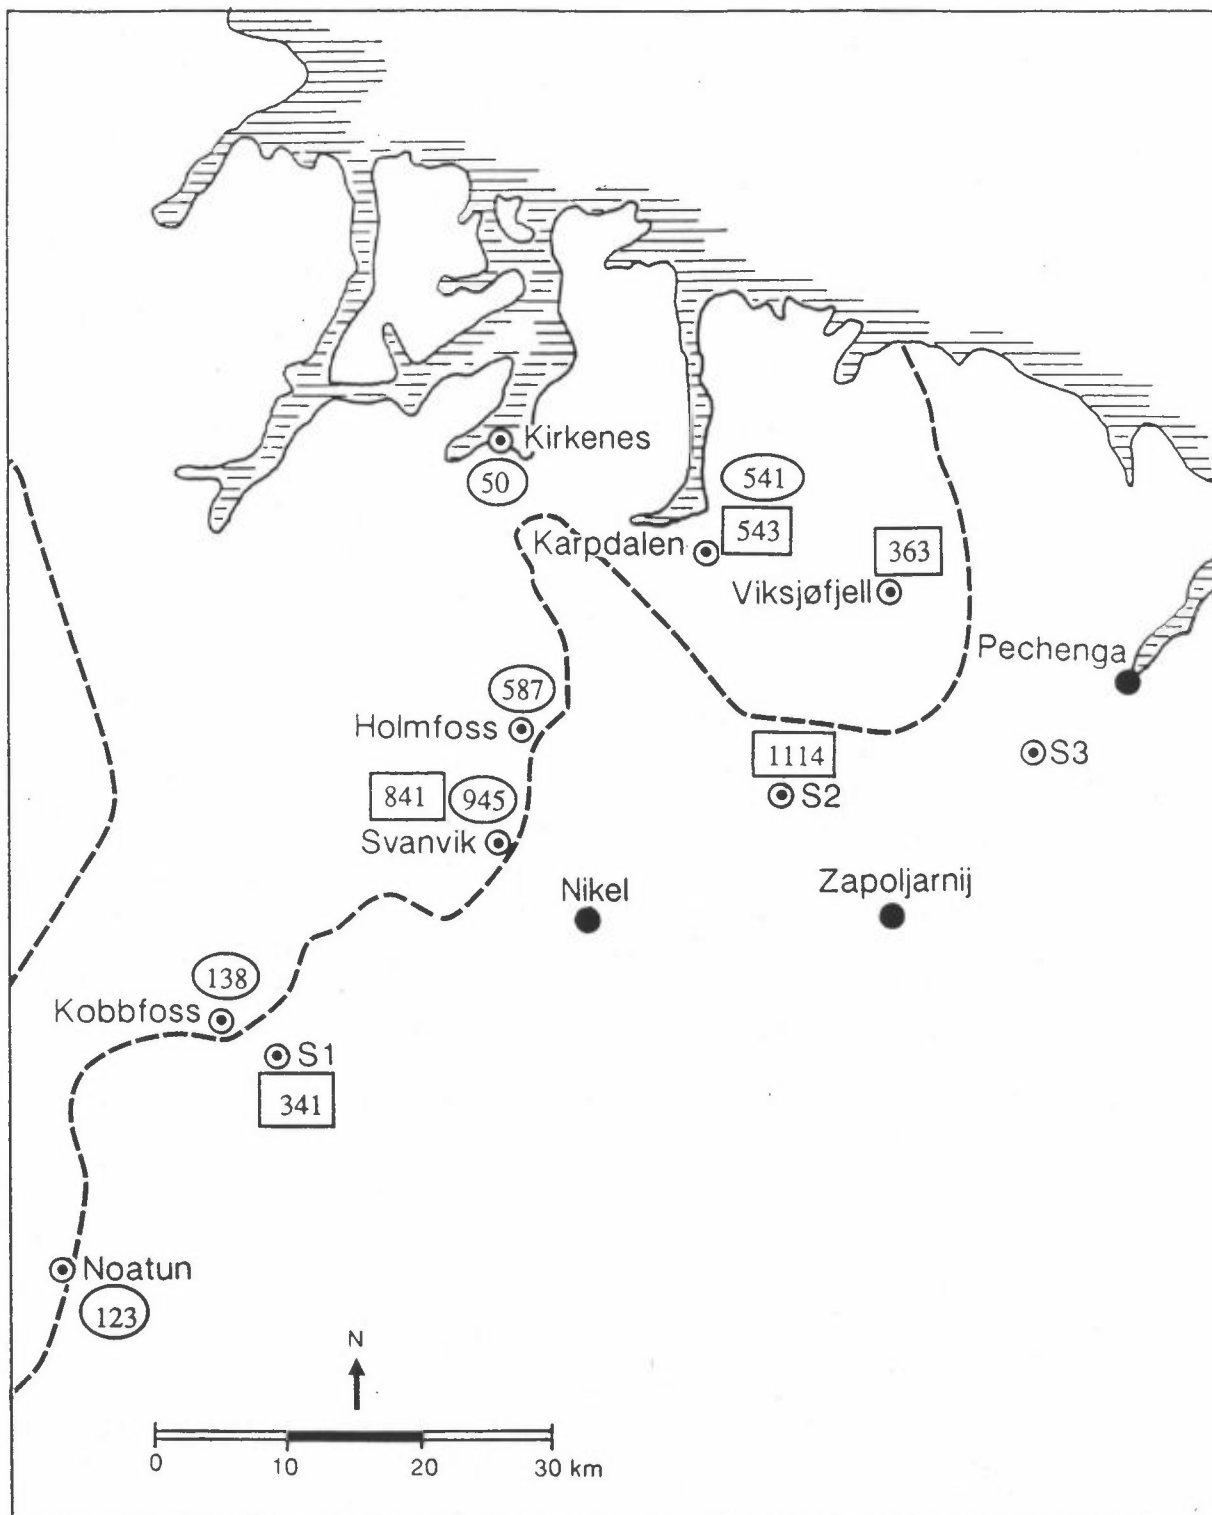 Kirkenes
50
541
543
Karpdalen
363
Viksjøfjell
Pechenga
587
Holmfoss
1114
S3
841
945
S2
Svanvik
Nikel
Zapoljarnij
138
Kobbfoss
S1
341
Noatun
123
N
0 10 20 30 km